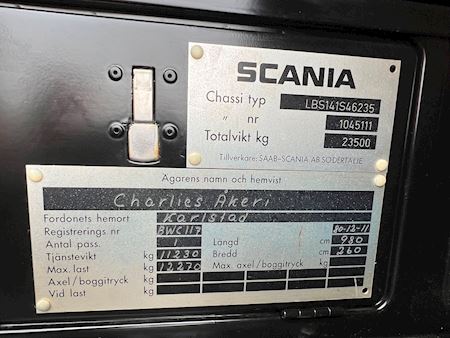 SCANIA
Chassi typ LBS141S46235
" nr 1045111
Totalvikt kg 23500
Tillverkare: SAAB-SCANIA AB SÖDERTÄLJE
Ägarens namn och hemvist
Charlies Åkeri
Fordonets hemort Karlstad
Registrerings nr BWC117 80-12-11
Antal pass. 1 Längd cm 980
Tjänstevikt kg 11230 Bredd cm 260
Max. last kg 12270 Max. axel/boggitryck kg
Axel/boggitryck kg
Vid last kg